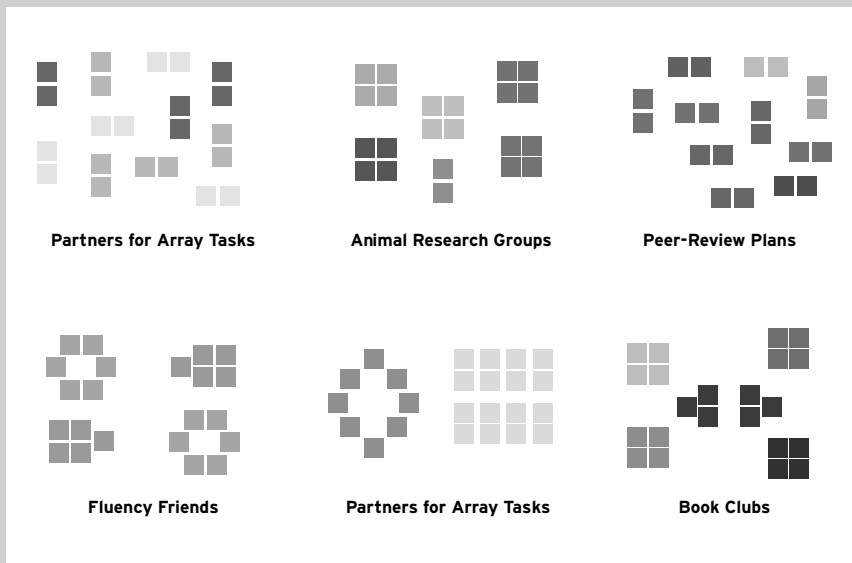 Partners for Array Tasks
Animal Research Groups
Peer-Review Plans
Fluency Friends
Partners for Array Tasks
Book Clubs